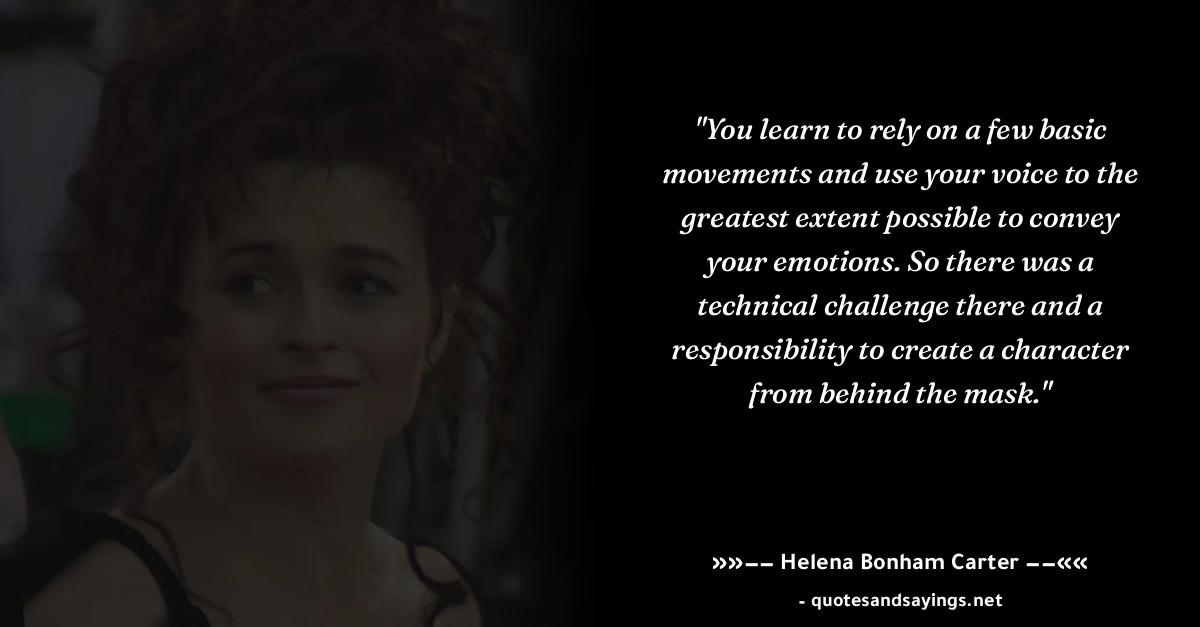 "You learn to rely on a few basic
movements and use your voice to the
greatest extent possible to convey
your emotions. So there was a
technical challenge there and a
responsibility to create a character
from behind the mask."
»»−− Helena Bonham Carter −−««
- quotesandsayings.net